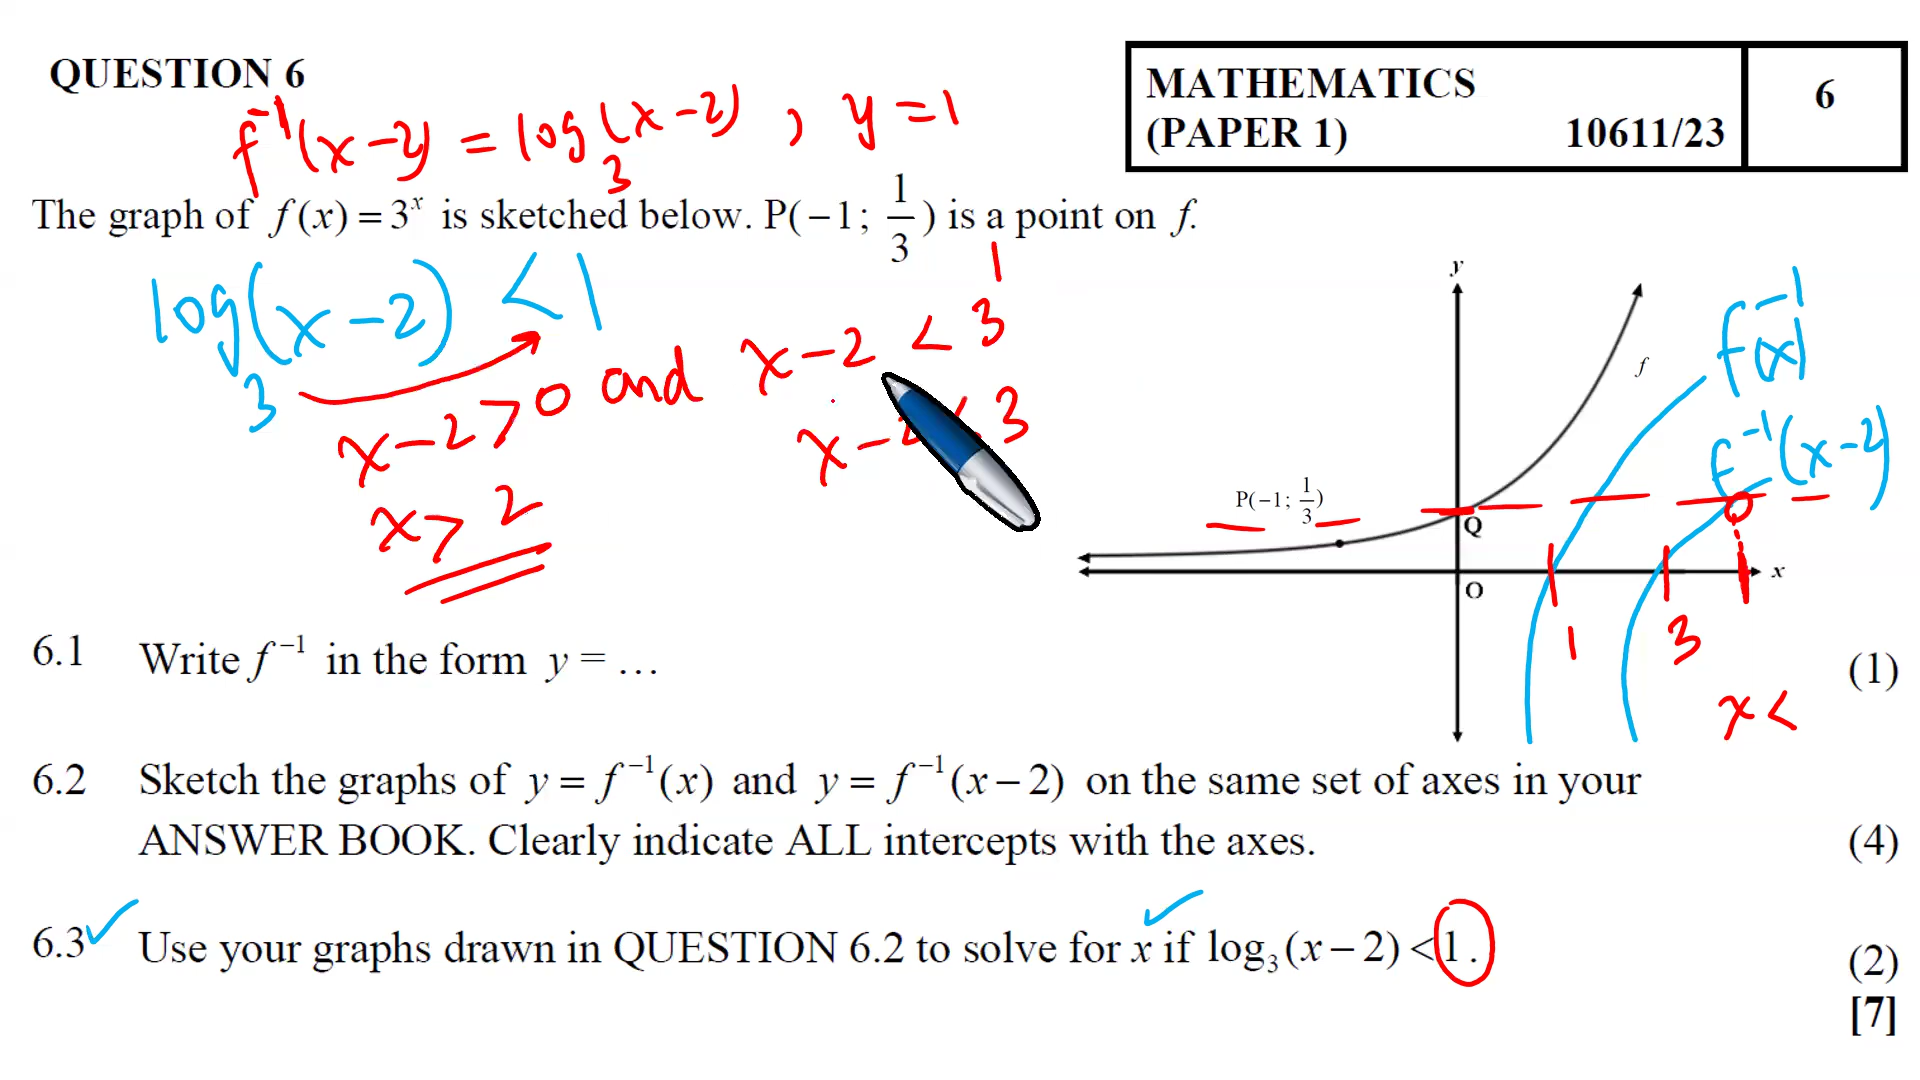 QUESTION 6
MATHEMATICS
(PAPER 1) 10611/23
6
f⁻¹(x-2) = log₃(x-2), y=1
The graph of f(x) = 3ˣ is sketched below. P(−1; 1/3) is a point on f.
log₃(x-2) < 1
x-2 > 0 and x-2 < 3¹
x > 2
3
y
f
f⁻¹(x)
f⁻¹(x-2)
P(−1; 1/3)
Q
O
x
1
3
x <
6.1 Write f⁻¹ in the form y = … (1)
6.2 Sketch the graphs of y = f⁻¹(x) and y = f⁻¹(x − 2) on the same set of axes in your
ANSWER BOOK. Clearly indicate ALL intercepts with the axes. (4)
6.3 Use your graphs drawn in QUESTION 6.2 to solve for x if log₃(x − 2) < 1. (2)
[7]